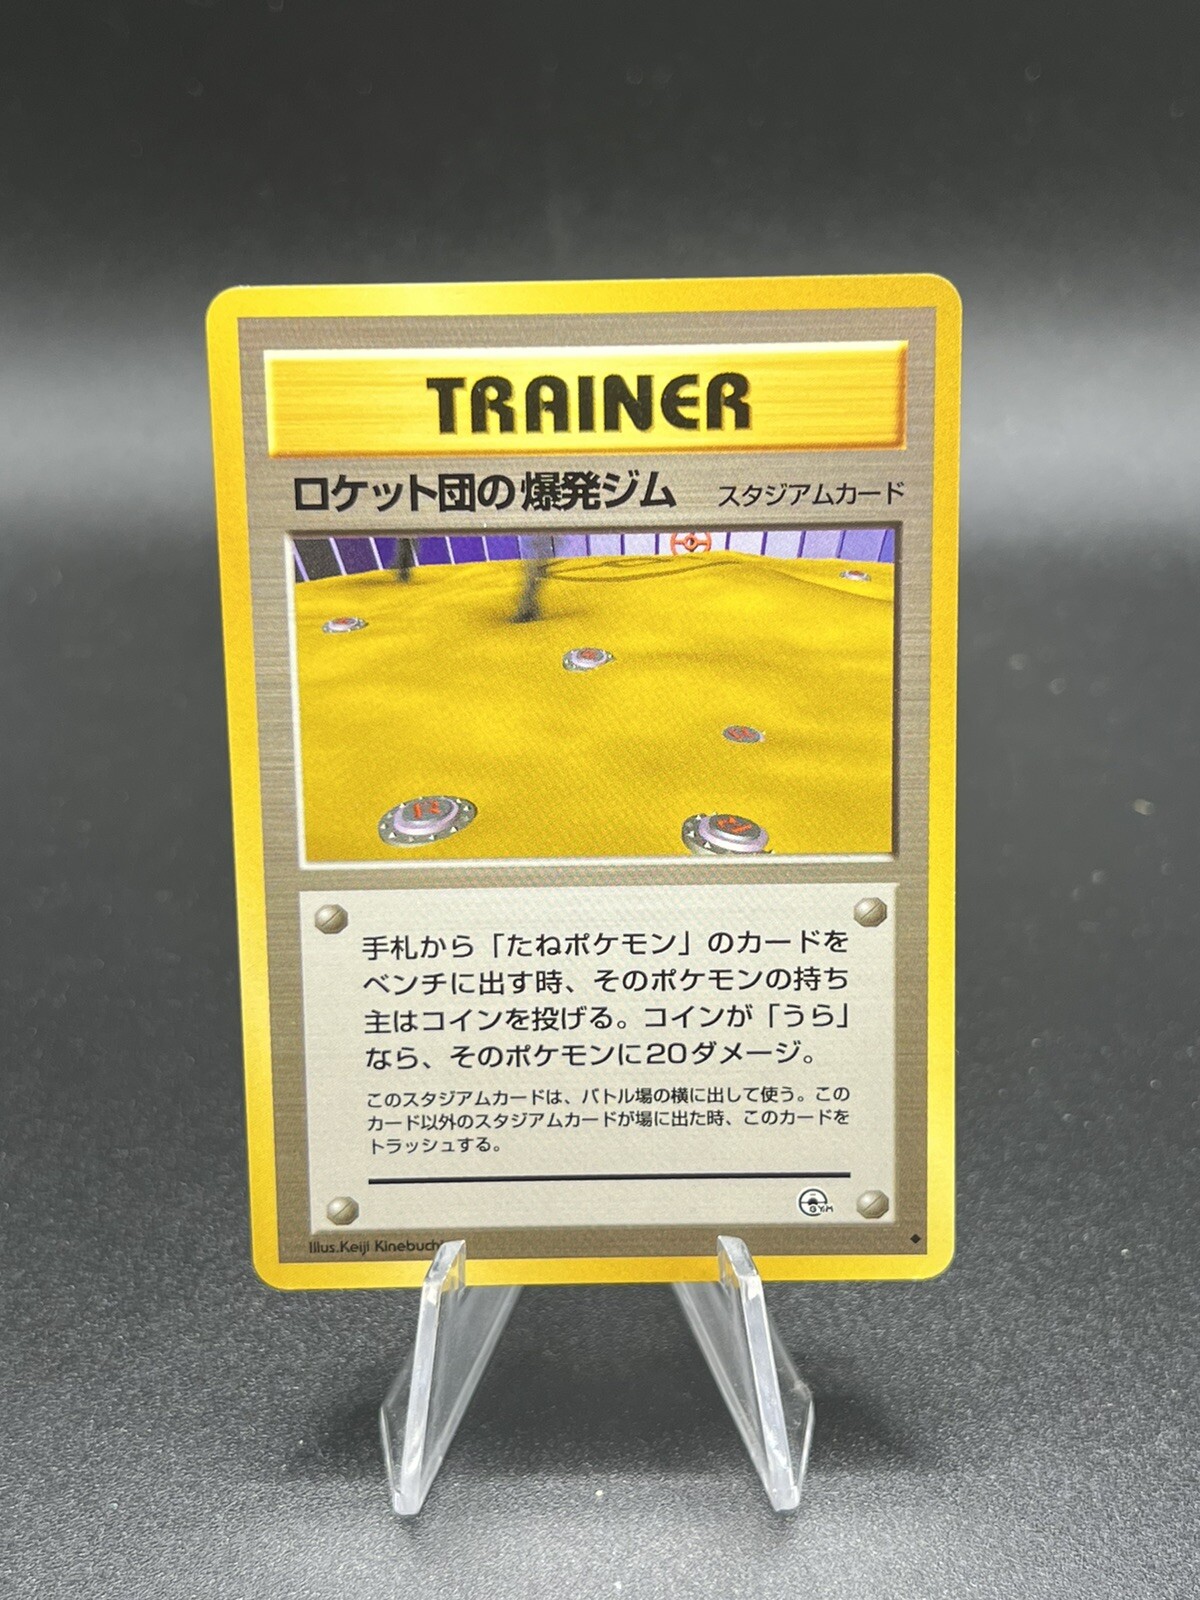 TRAINER
ロケット団の爆発ジム スタジアムカード
手札から「たねポケモン」のカードを
ベンチに出す時、そのポケモンの持ち
主はコインを投げる。コインが「うら」
なら、そのポケモンに20ダメージ。
このスタジアムカードは、バトル場の横に出して使う。この
カード以外のスタジアムカードが場に出た時、このカードを
トラッシュする。
GYM
Illus.Keiji Kinebuchi